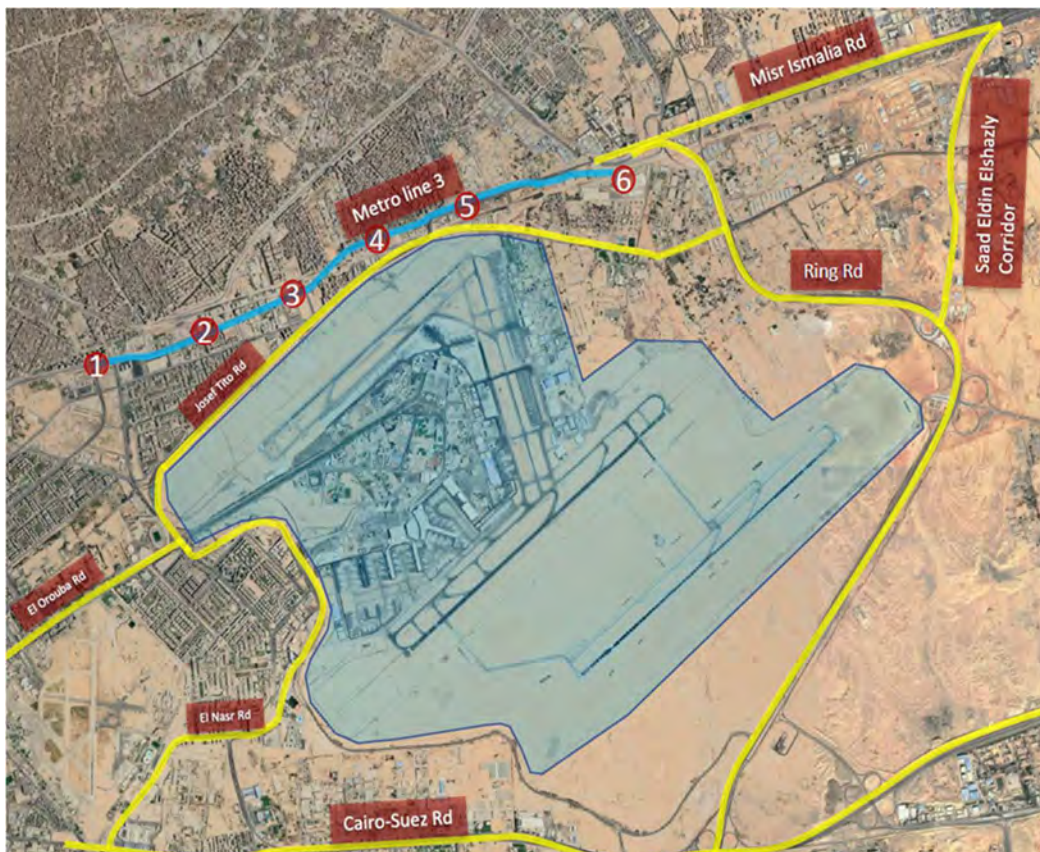 Misr Ismalia Rd
Saad Eldin Elshazly
Corridor
Metro line 3
6
5
4
Ring Rd
3
2
1
Josef Tito Rd
El Orouba Rd
El Nasr Rd
Cairo-Suez Rd